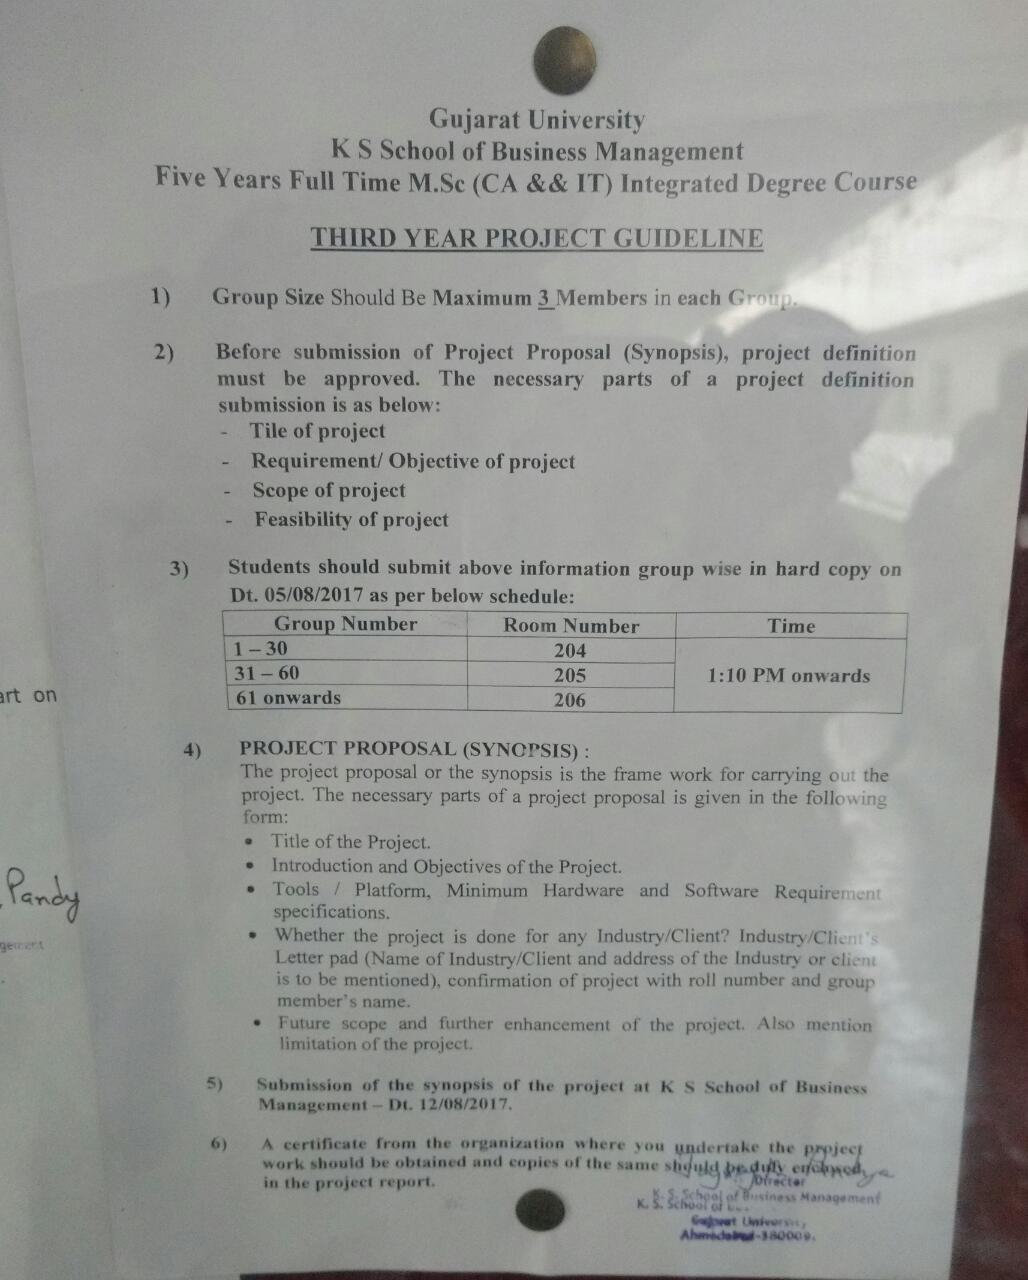 Gujarat University
K S School of Business Management
Five Years Full Time M.Sc (CA && IT) Integrated Degree Course
THIRD YEAR PROJECT GUIDELINE
1) Group Size Should Be Maximum 3 Members in each Group.
2) Before submission of Project Proposal (Synopsis), project definition
must be approved. The necessary parts of a project definition
submission is as below:
- Tile of project
- Requirement/ Objective of project
- Scope of project
- Feasibility of project
3) Students should submit above information group wise in hard copy on
Dt. 05/08/2017 as per below schedule:
Group Number Room Number Time
1 – 30 204
31 – 60 205 1:10 PM onwards
61 onwards 206
art on
4) PROJECT PROPOSAL (SYNOPSIS) :
The project proposal or the synopsis is the frame work for carrying out the
project. The necessary parts of a project proposal is given in the following
form:
• Title of the Project.
• Introduction and Objectives of the Project.
• Tools / Platform, Minimum Hardware and Software Requirement
specifications.
• Whether the project is done for any Industry/Client? Industry/Client's
Letter pad (Name of Industry/Client and address of the Industry or client
is to be mentioned), confirmation of project with roll number and group
member's name.
• Future scope and further enhancement of the project. Also mention
limitation of the project.
Pandy
gement
5) Submission of the synopsis of the project at K S School of Business
Management – Dt. 12/08/2017.
6) A certificate from the organization where you undertake the project
work should be obtained and copies of the same should be duly enclosed
in the project report.
Director
K. S. School of Business Management
K. S. School of
Gujarat University,
Ahmedabad-380009.